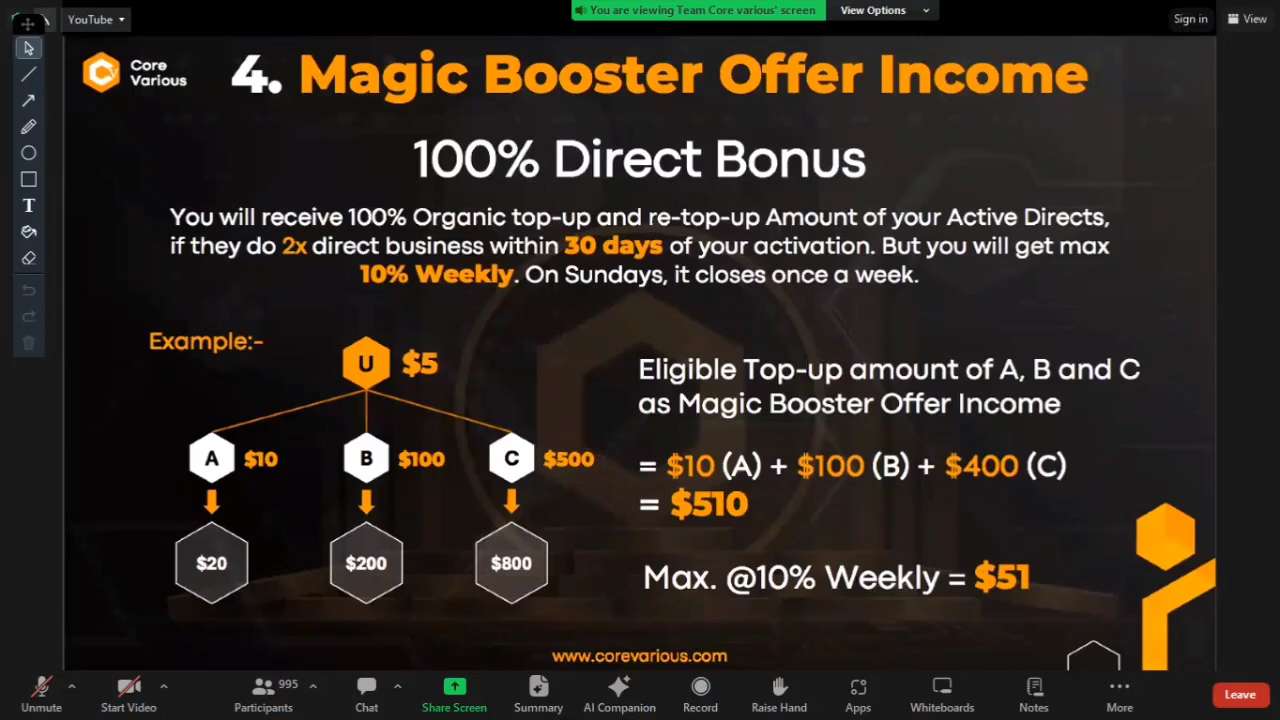 YouTube
You are viewing Team Core various' screen
View Options
Sign in
View
Core
Various
4. Magic Booster Offer Income
100% Direct Bonus
You will receive 100% Organic top-up and re-top-up Amount of your Active Directs,
if they do 2x direct business within 30 days of your activation. But you will get max
10% Weekly. On Sundays, it closes once a week.
Example:-
U $5
A $10
B $100
C $500
$20
$200
$800
Eligible Top-up amount of A, B and C
as Magic Booster Offer Income
= $10 (A) + $100 (B) + $400 (C)
= $510
Max. @10% Weekly = $51
www.corevarious.com
T
Unmute
Start Video
995
Participants
Chat
Share Screen
Summary
AI Companion
Record
Raise Hand
Apps
Whiteboards
Notes
More
Leave